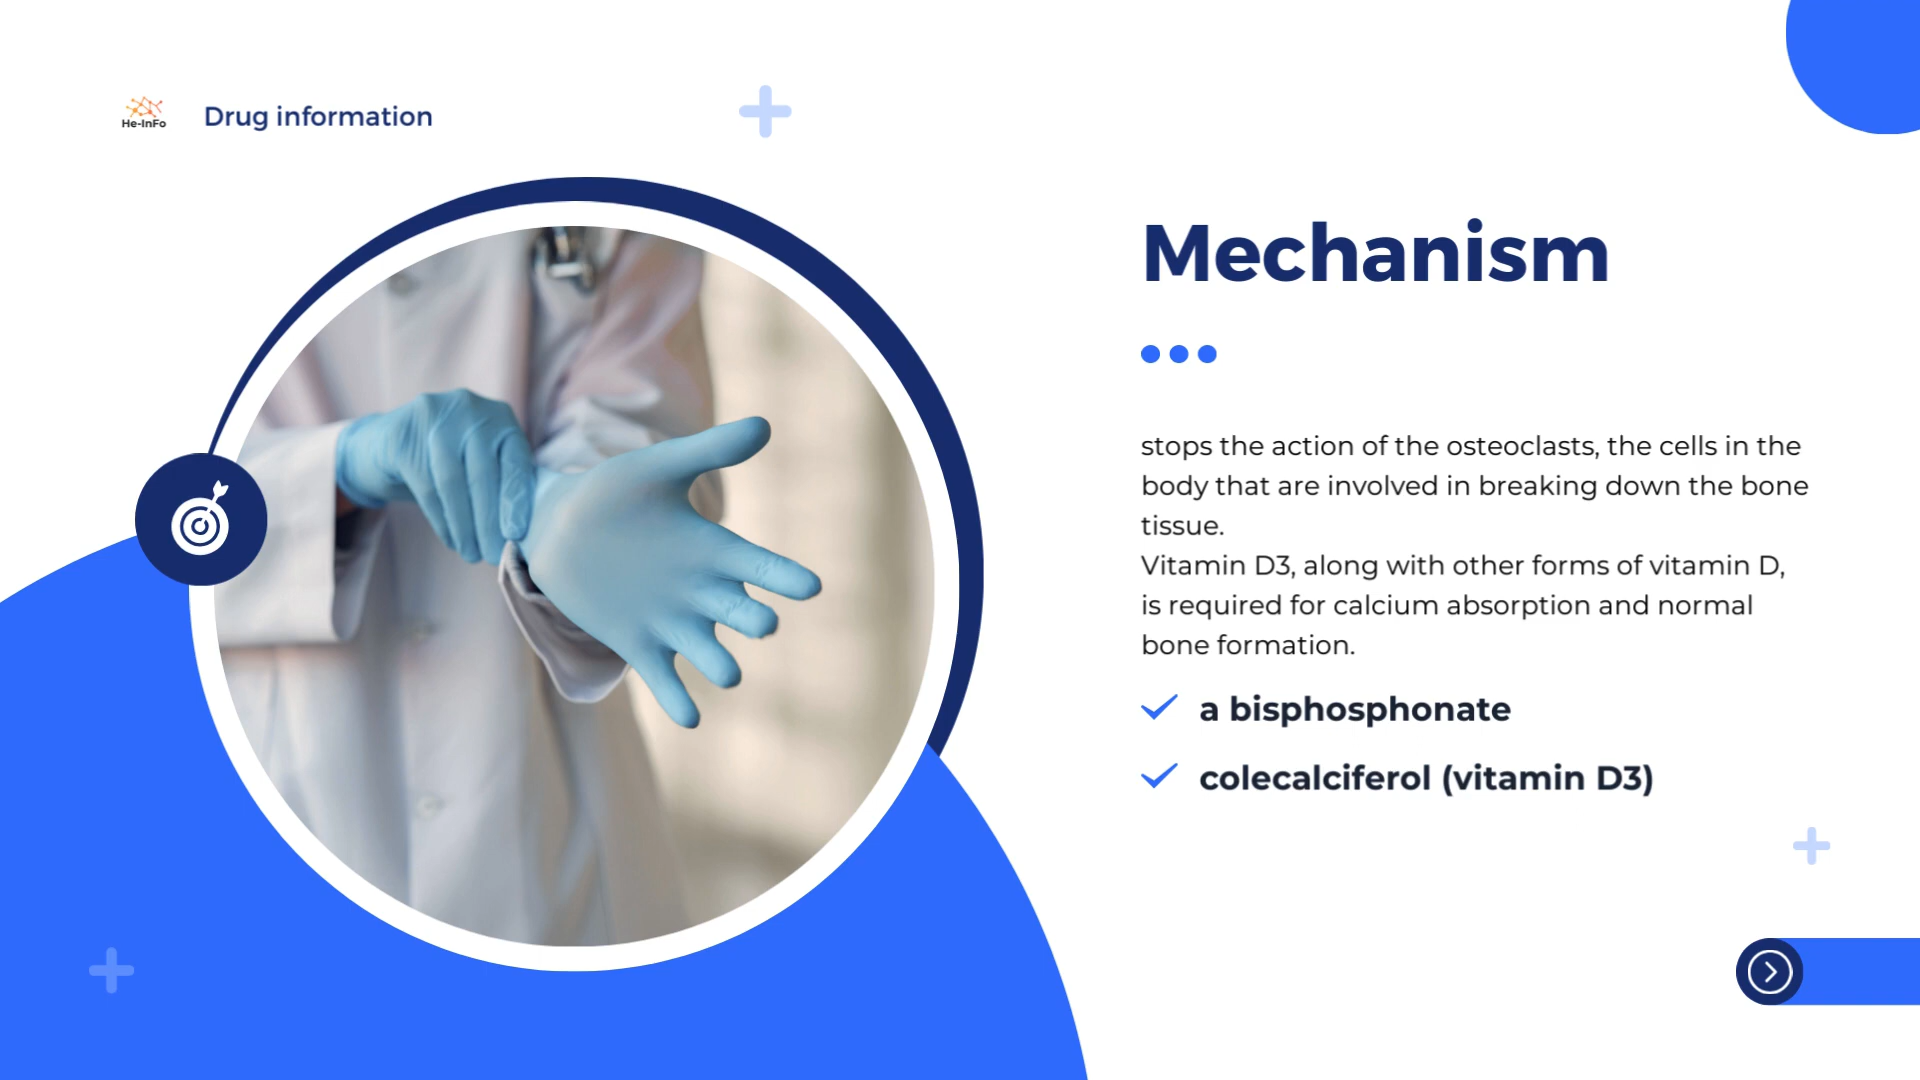 He-InFo
Drug information
Mechanism
stops the action of the osteoclasts, the cells in the
body that are involved in breaking down the bone
tissue.
Vitamin D3, along with other forms of vitamin D,
is required for calcium absorption and normal
bone formation.
a bisphosphonate
colecalciferol (vitamin D3)